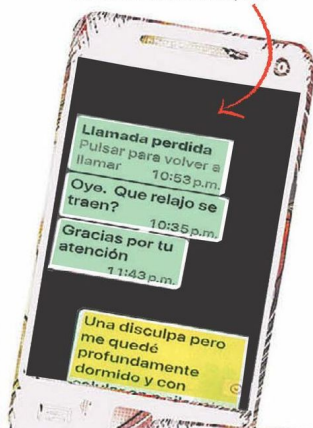 Llamada perdida
Pulsar para volver a
llamar 10:53 p.m.
Oye. Que relajo se
traen? 10:35 p.m.
Gracias por tu
atención
11:43 p.m.
Una disculpa pero
me quedé
profundamente
dormido y con